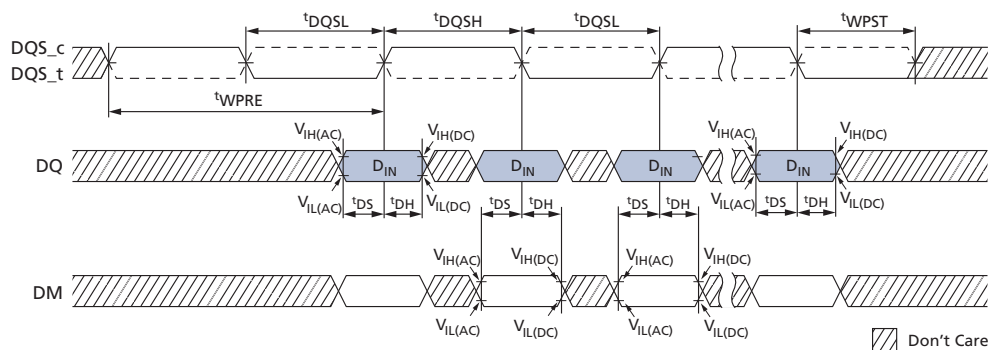 tDQSL tDQSH tDQSL tWPST
DQS_c
DQS_t
tWPRE
VIH(AC) VIH(DC) VIH(AC) VIH(DC)
DQ DIN DIN DIN DIN
VIL(AC) VIL(DC) VIL(AC) VIL(DC)
tDS tDH tDS tDH tDS tDH tDS tDH
VIH(AC) VIH(DC) VIH(AC) VIH(DC)
DM
VIL(AC) VIL(DC) VIL(AC) VIL(DC)
Don't Care